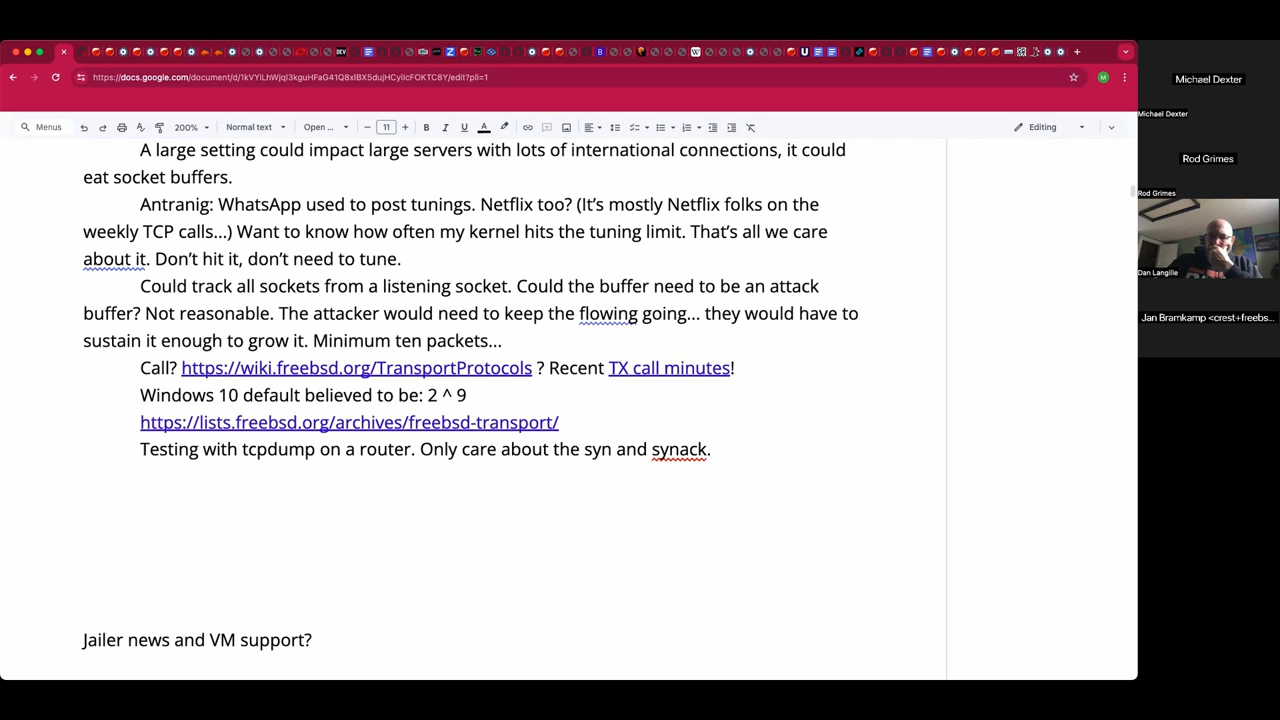 https://docs.google.com/document/d/1kVYiLhWjql3kguHFaG41Q8xlBX5dujHCyiIcFOKTC8Y/edit?pli=1
Menus 200% Normal text Open ... 11 Editing
A large setting could impact large servers with lots of international connections, it could
eat socket buffers.
Antranig: WhatsApp used to post tunings. Netflix too? (It’s mostly Netflix folks on the
weekly TCP calls...) Want to know how often my kernel hits the tuning limit. That’s all we care
about it. Don’t hit it, don’t need to tune.
Could track all sockets from a listening socket. Could the buffer need to be an attack
buffer? Not reasonable. The attacker would need to keep the flowing going... they would have to
sustain it enough to grow it. Minimum ten packets...
Call? https://wiki.freebsd.org/TransportProtocols ? Recent TX call minutes!
Windows 10 default believed to be: 2 ^ 9
https://lists.freebsd.org/archives/freebsd-transport/
Testing with tcpdump on a router. Only care about the syn and synack.
Jailer news and VM support?
Michael Dexter
Michael Dexter
Rod Grimes
Rod Grimes
Dan Langille
Jan Bramkamp <crest+freebs...